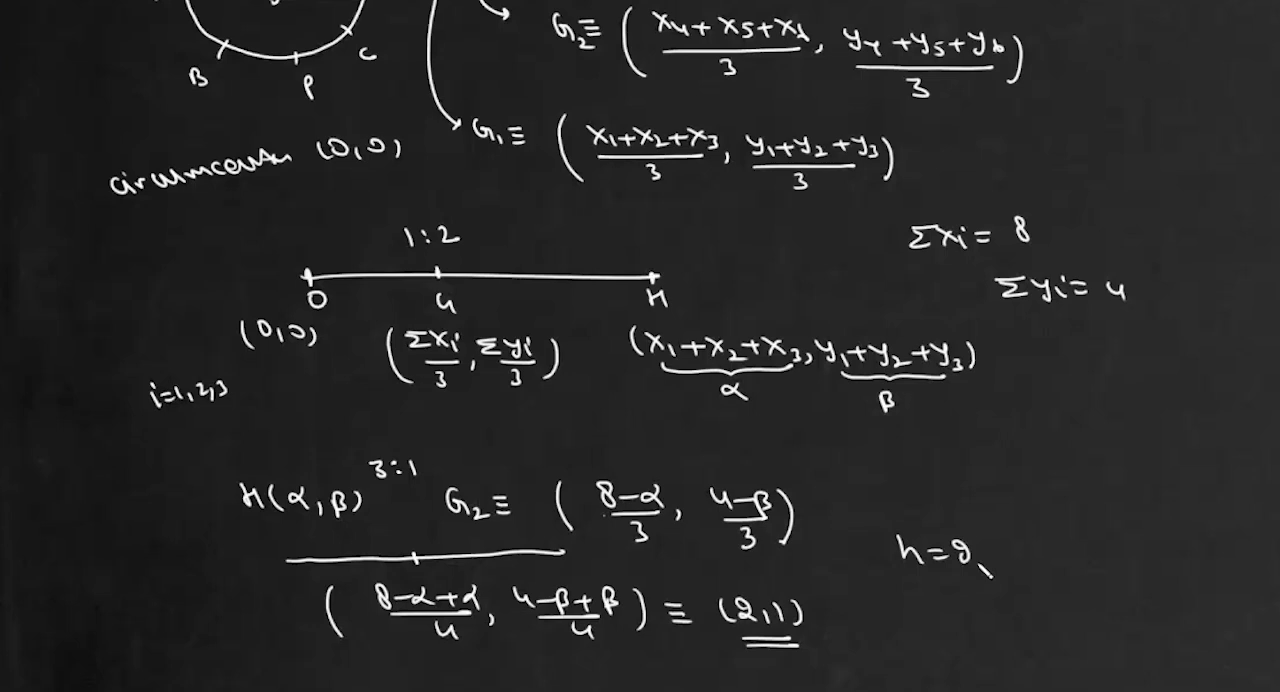 G₂ ≡ ( (x₄+x₅+x₆)/3 , (y₄+y₅+y₆)/3 )
B P C
G₁ ≡ ( (x₁+x₂+x₃)/3 , (y₁+y₂+y₃)/3 )
circumcenter (0,0)
1:2
Σxi = 8
O G H
Σyi = 4
(0,0) ( Σxi/3 , Σyi/3 ) (x₁+x₂+x₃, y₁+y₂+y₃)
i=1,2,3
α β
H(α,β) 3:1 G₂ ≡ ( (8-α)/3 , (4-β)/3 )
h=2,
( (8-α+α)/4 , (4-β+β)/4 ) ≡ (2,1)